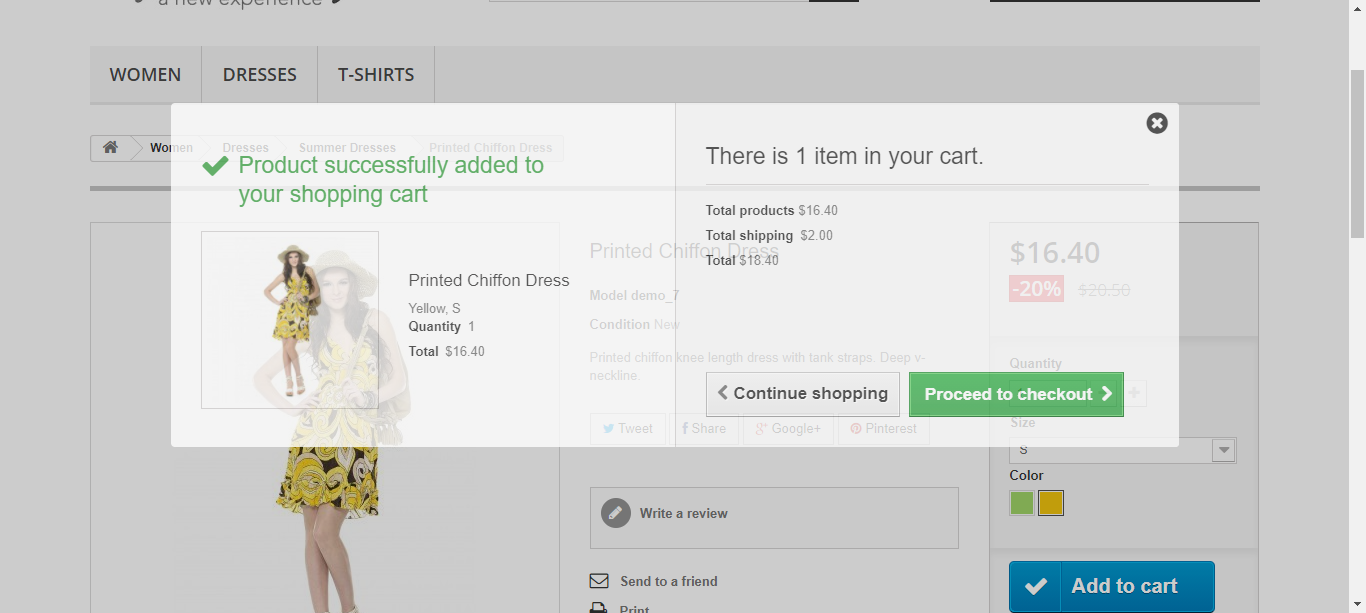 a new experience
WOMEN
DRESSES
T-SHIRTS
Women
Dresses
Summer Dresses
Printed Chiffon Dress
Product successfully added to
your shopping cart
Printed Chiffon Dress
Yellow, S
Quantity 1
Total $16.40
There is 1 item in your cart.
Total products $16.40
Total shipping $2.00
Total $18.40
Continue shopping
Proceed to checkout
Printed Chiffon Dress
Model demo_7
Condition New
Printed chiffon knee length dress with tank straps. Deep v-
neckline.
Tweet
Share
Google+
Pinterest
Write a review
Send to a friend
Print
$16.40
-20% $20.50
Quantity
Size
S
Color
Add to cart